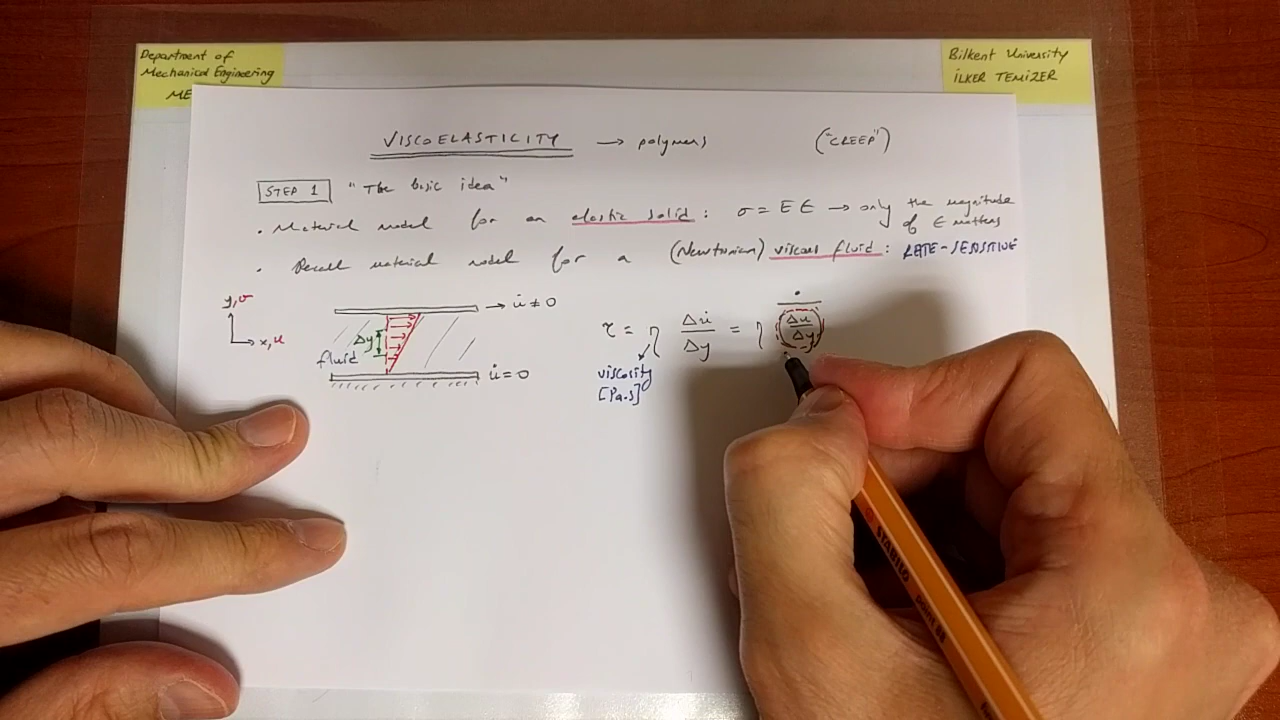 Department of
Mechanical Engineering
ME
Bilkent University
İLKER TEMİZER
VISCOELASTICITY → polymers ("CREEP")
STEP 1 "The basic idea"
• Material model for an elastic solid: σ = E ϵ → only the magnitude
of ϵ matters
• Recall material model for a (Newtonian) viscous fluid: RATE-SENSITIVE
y,v
x,u
u̇ ≠ 0
Δy
fluid
u̇ = 0
τ = η Δu̇/Δy = η (Δu/Δy)˙
viscosity
[Pa.s]
STABILO point 88